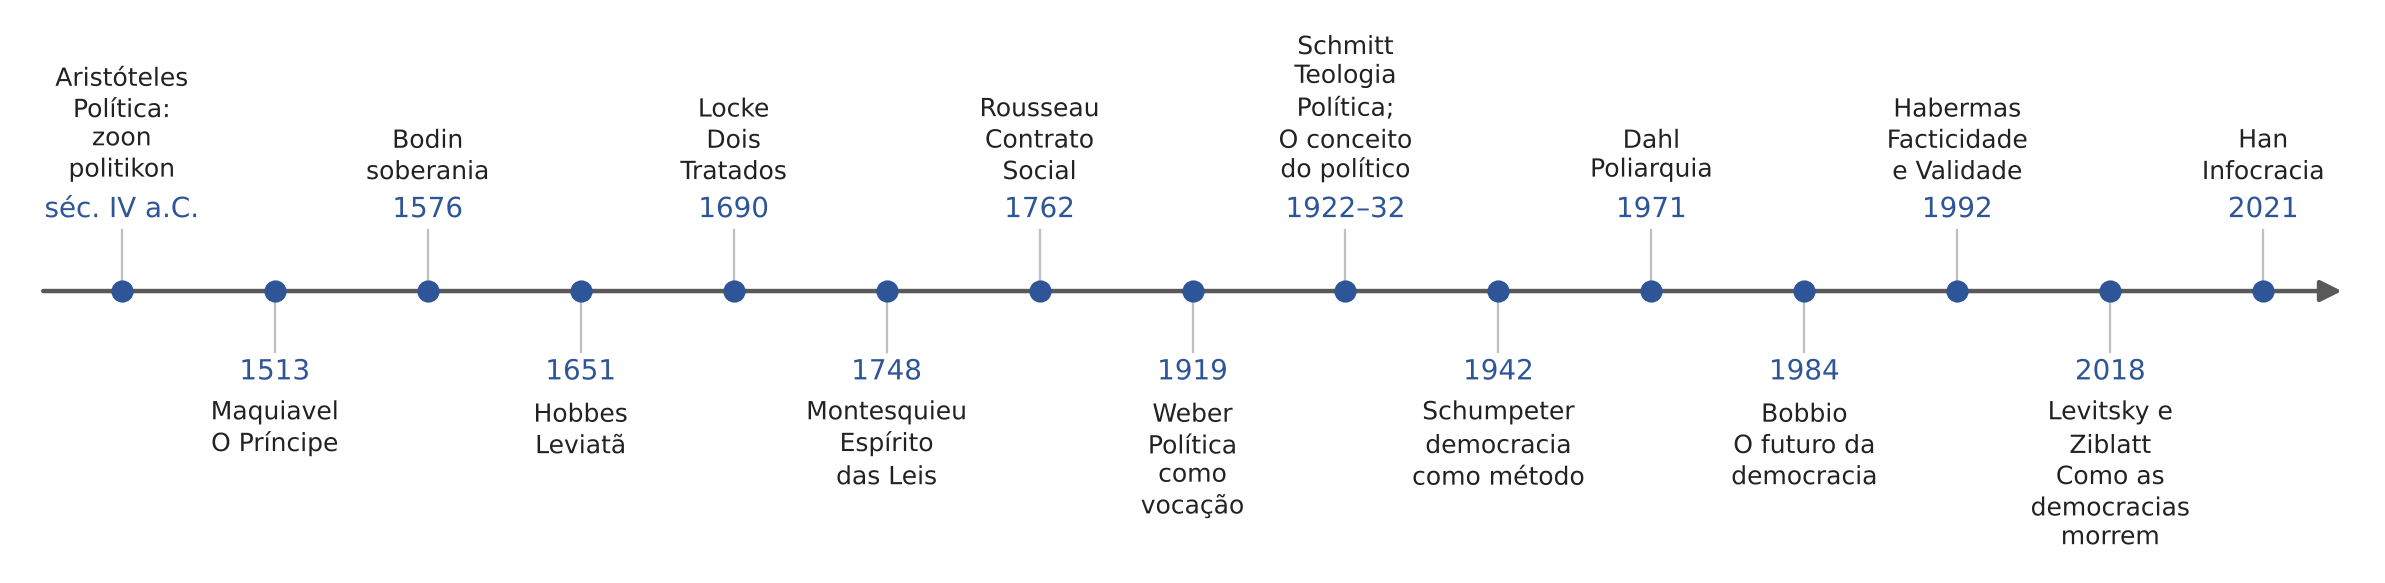 Aristóteles
Política:
zoon
politikon
séc. IV a.C.
1513
Maquiavel
O Príncipe
Bodin
soberania
1576
1651
Hobbes
Leviatã
Locke
Dois
Tratados
1690
1748
Montesquieu
Espírito
das Leis
Rousseau
Contrato
Social
1762
1919
Weber
Política
como
vocação
Schmitt
Teologia
Política;
O conceito
do político
1922–32
1942
Schumpeter
democracia
como método
Dahl
Poliarquia
1971
1984
Bobbio
O futuro da
democracia
Habermas
Facticidade
e Validade
1992
2018
Levitsky e
Ziblatt
Como as
democracias
morrem
Han
Infocracia
2021